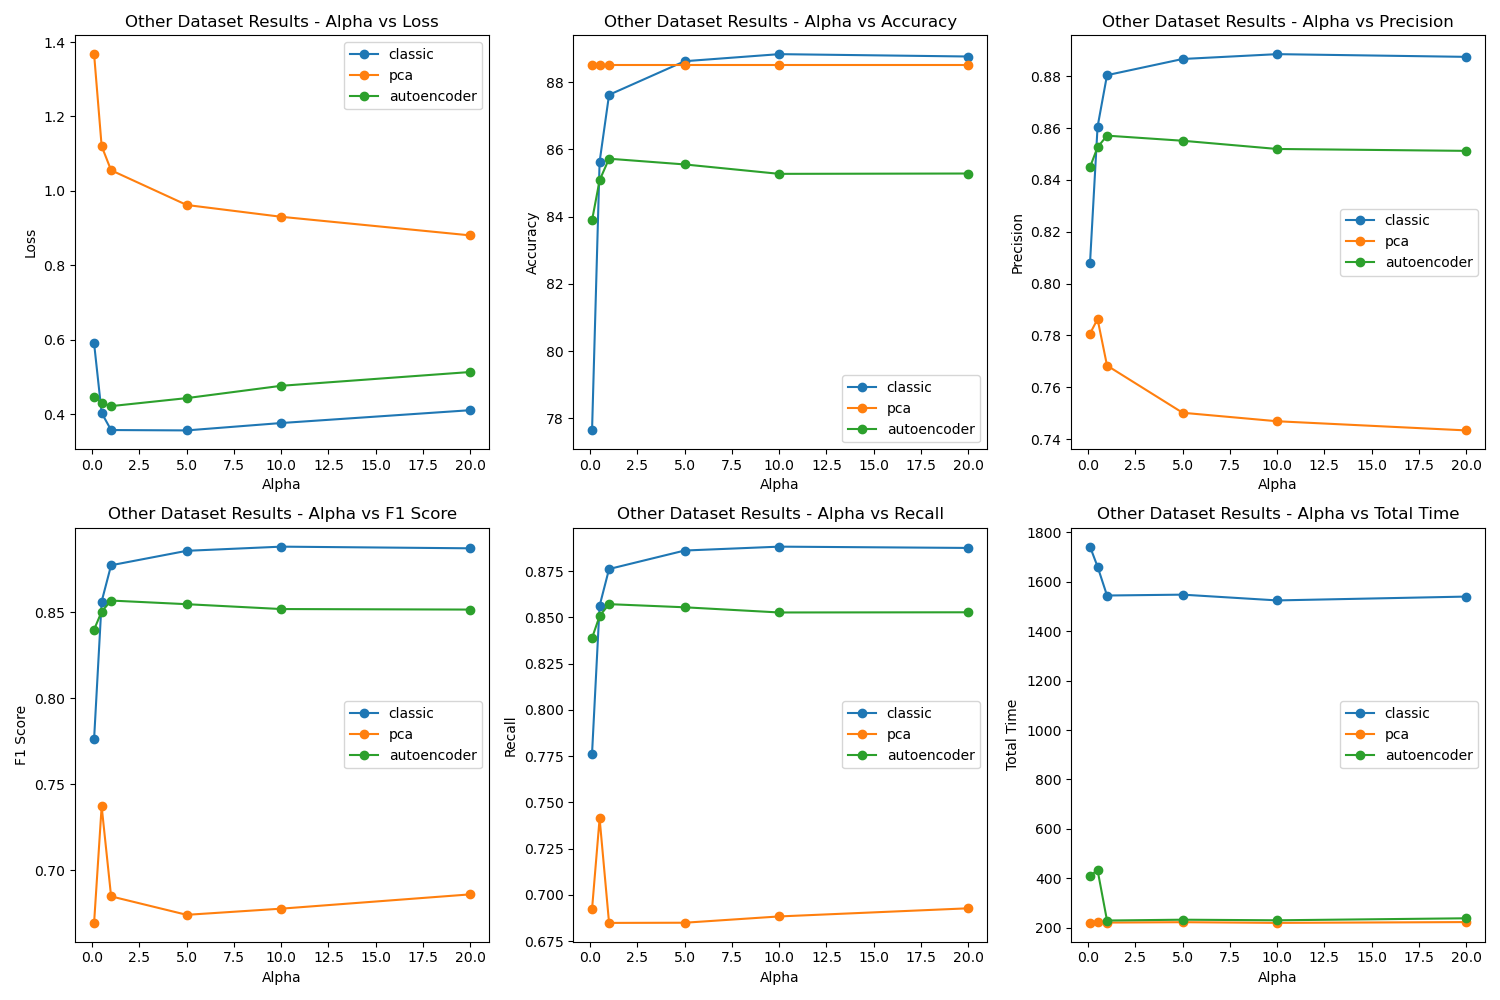 Other Dataset Results - Alpha vs Loss
1.4
1.2
1.0
0.8
0.6
0.4
Loss
0.0 2.5 5.0 7.5 10.0 12.5 15.0 17.5 20.0
Alpha
classic
pca
autoencoder
Other Dataset Results - Alpha vs Accuracy
88
86
84
82
80
78
Accuracy
0.0 2.5 5.0 7.5 10.0 12.5 15.0 17.5 20.0
Alpha
classic
pca
autoencoder
Other Dataset Results - Alpha vs Precision
0.88
0.86
0.84
0.82
0.80
0.78
0.76
0.74
Precision
0.0 2.5 5.0 7.5 10.0 12.5 15.0 17.5 20.0
Alpha
classic
pca
autoencoder
Other Dataset Results - Alpha vs F1 Score
0.85
0.80
0.75
0.70
F1 Score
0.0 2.5 5.0 7.5 10.0 12.5 15.0 17.5 20.0
Alpha
classic
pca
autoencoder
Other Dataset Results - Alpha vs Recall
0.875
0.850
0.825
0.800
0.775
0.750
0.725
0.700
0.675
Recall
0.0 2.5 5.0 7.5 10.0 12.5 15.0 17.5 20.0
Alpha
classic
pca
autoencoder
Other Dataset Results - Alpha vs Total Time
1800
1600
1400
1200
1000
800
600
400
200
Total Time
0.0 2.5 5.0 7.5 10.0 12.5 15.0 17.5 20.0
Alpha
classic
pca
autoencoder